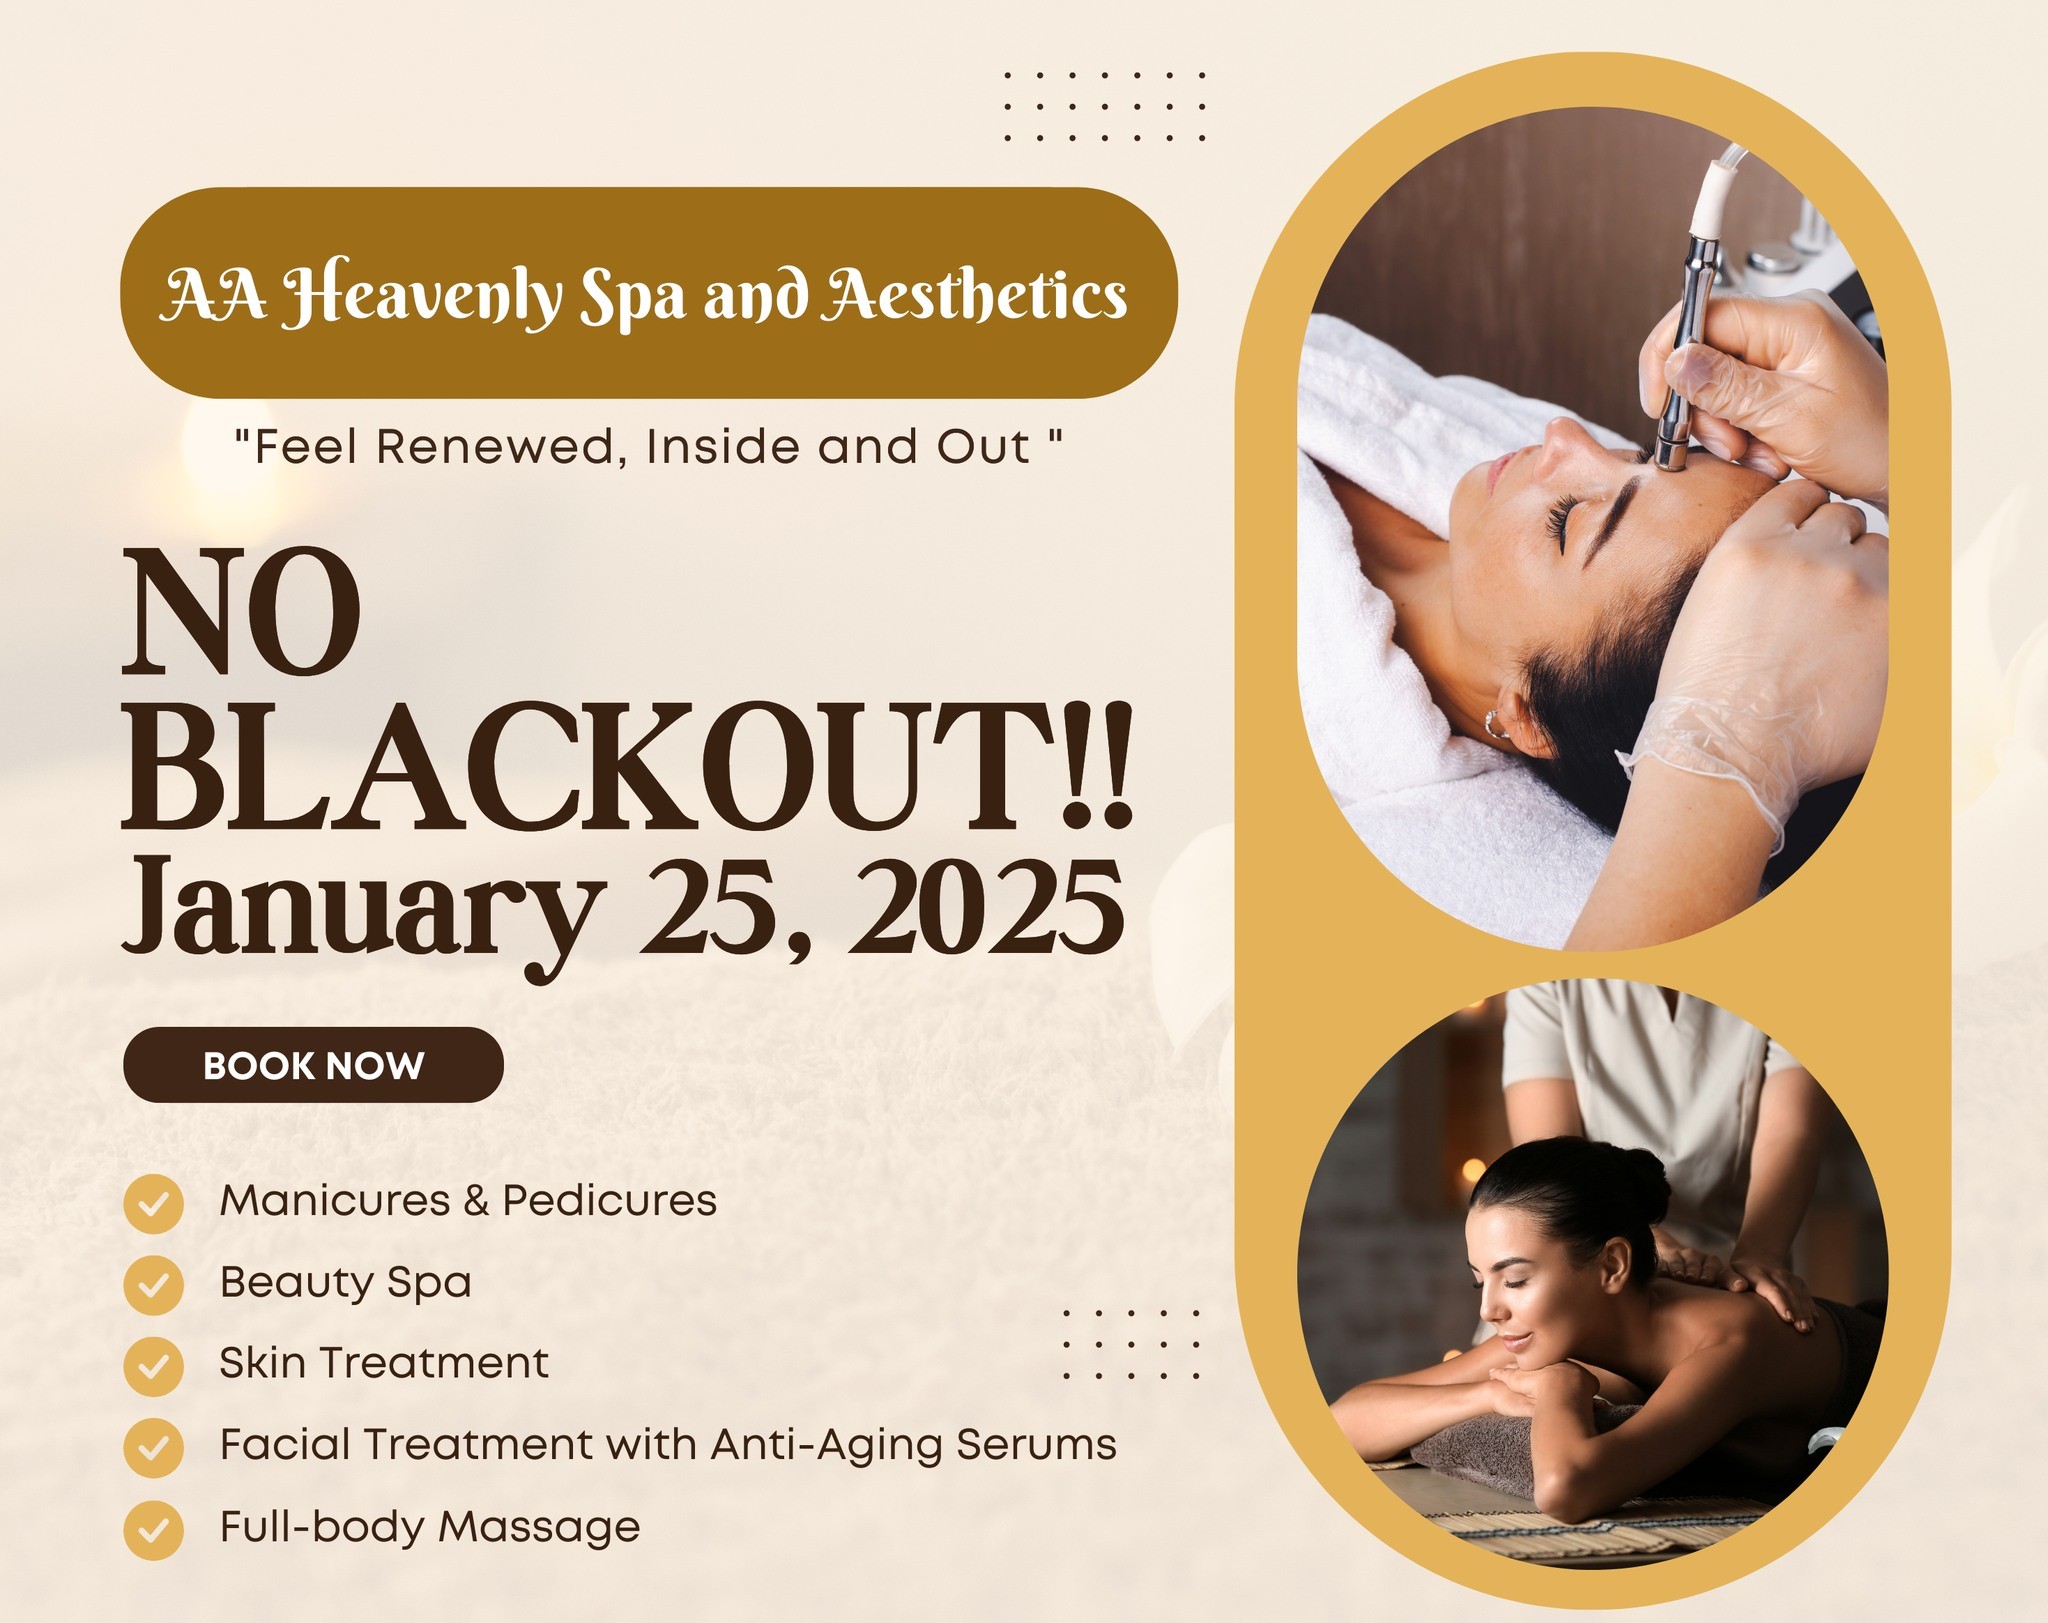 AA Heavenly Spa and Aesthetics
"Feel Renewed, Inside and Out "
NO
BLACKOUT!!
January 25, 2025
BOOK NOW
Manicures & Pedicures
Beauty Spa
Skin Treatment
Facial Treatment with Anti-Aging Serums
Full-body Massage